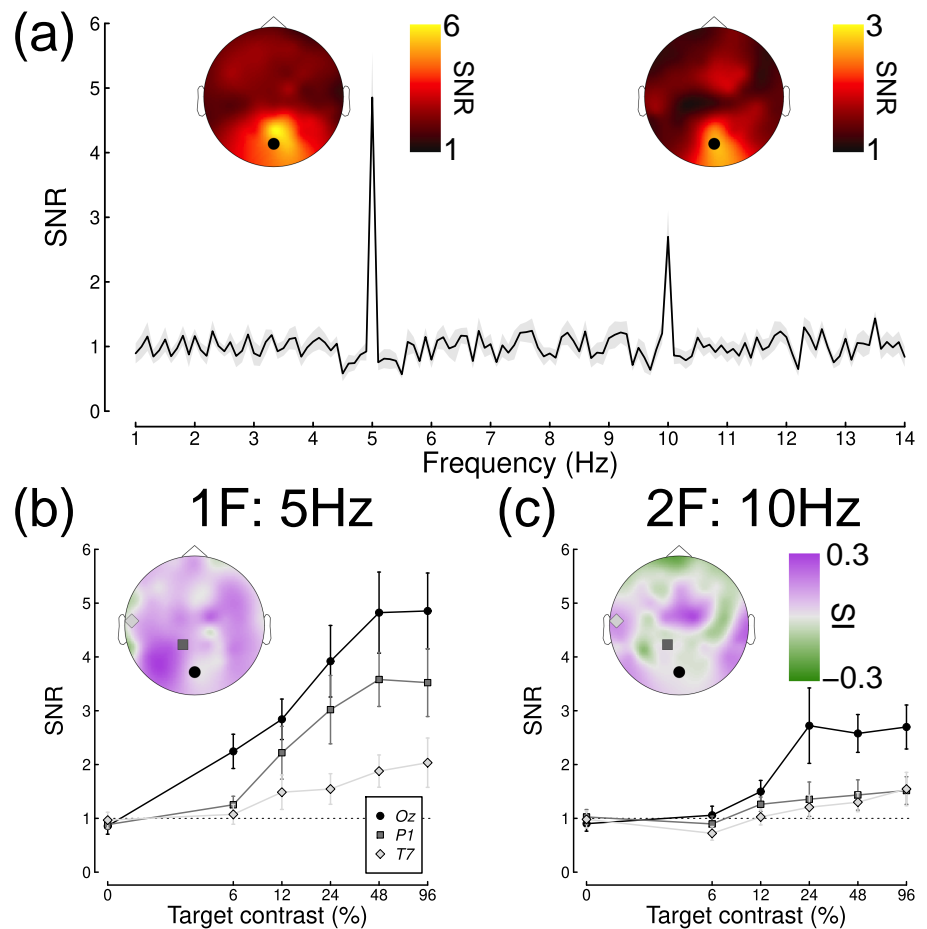 (a)
6
5
4
3
2
1
0
SNR
6
SNR
1
3
SNR
1
1 2 3 4 5 6 7 8 9 10 11 12 13 14
Frequency (Hz)
(b) 1F: 5Hz
6
5
4
3
2
1
0
SNR
Oz
P1
T7
0 6 12 24 48 96
Target contrast (%)
(c) 2F: 10Hz
6
5
4
3
2
1
0
SNR
0.3
SI
−0.3
0 6 12 24 48 96
Target contrast (%)